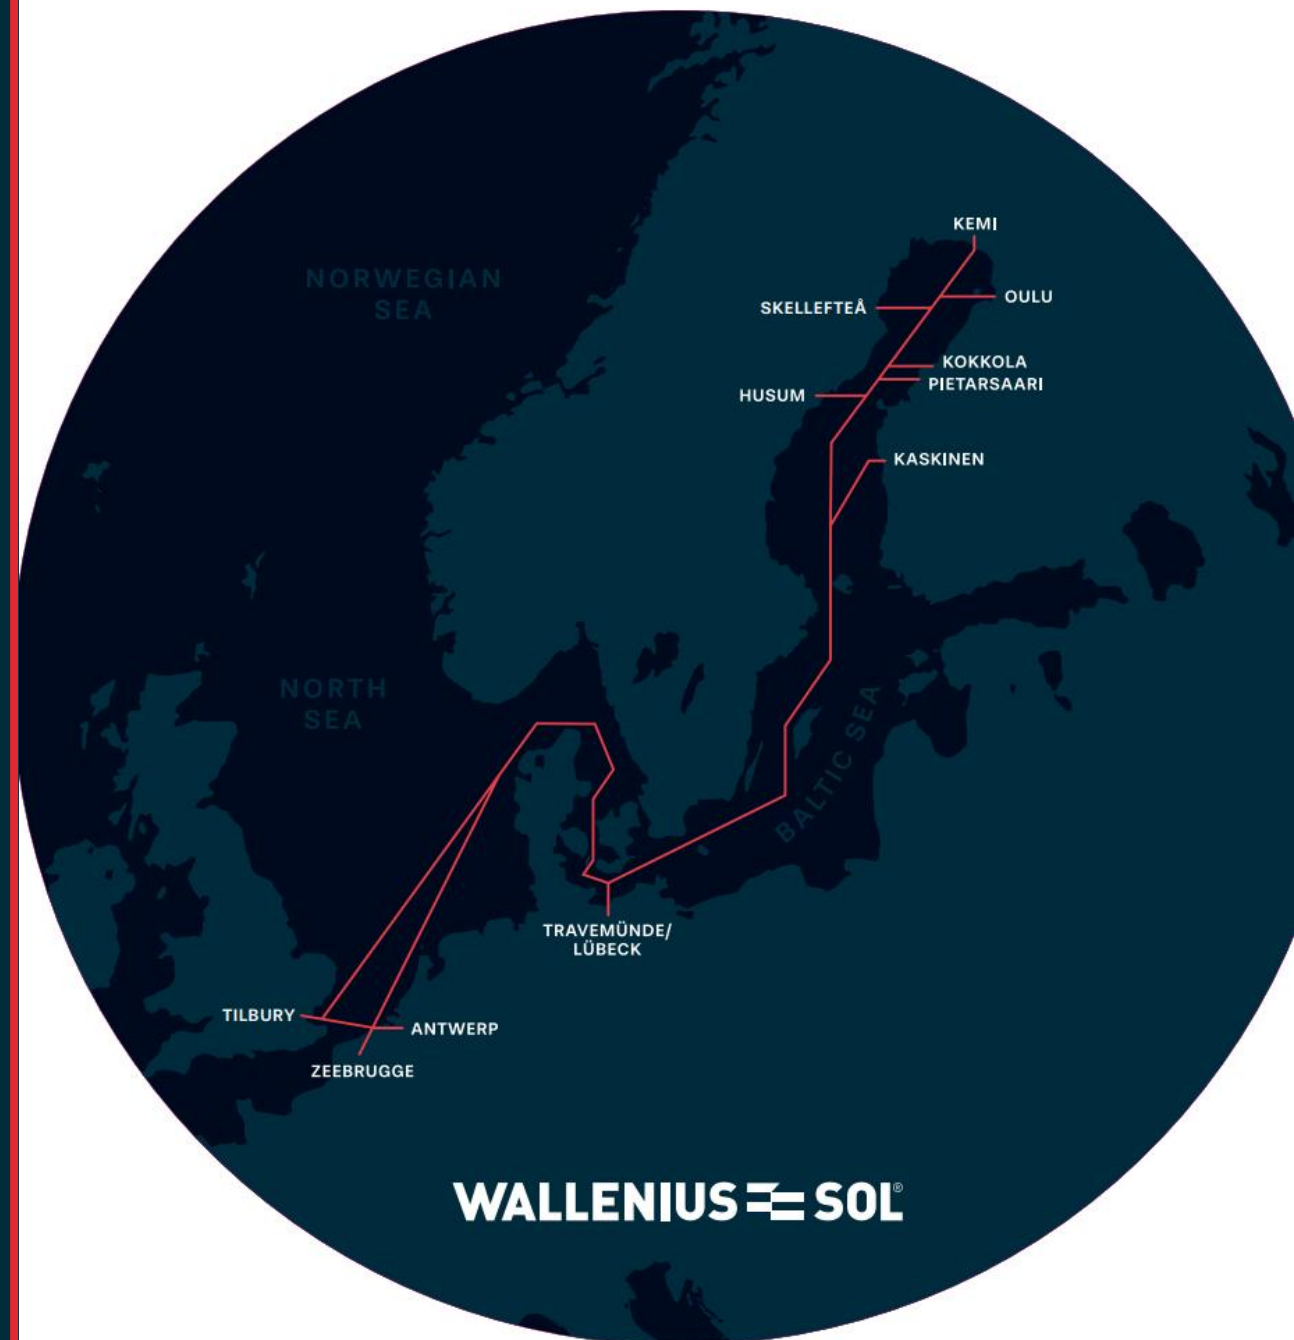 KEMI
NORWEGIAN
SEA
OULU
SKELLEFTEÅ
KOKKOLA
PIETARSAARI
HUSUM
KASKINEN
NORTH
SEA
BALTIC SEA
TRAVEMÜNDE/
LÜBECK
TILBURY
ANTWERP
ZEEBRUGGE
WALLENIUS SOL®